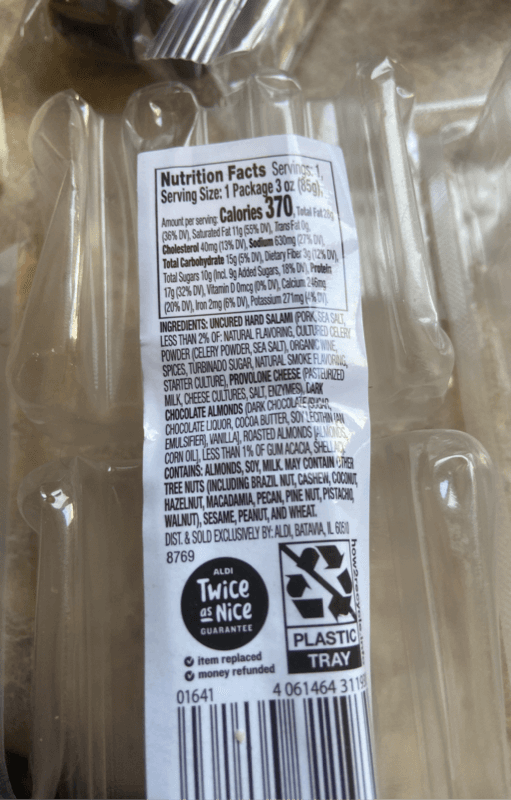 Nutrition Facts Servings: 1,
Serving Size: 1 Package 3 oz (85g),
Amount per serving: Calories 370, Total Fat 28g
(36% DV), Saturated Fat 11g (55% DV), Trans Fat 0g,
Cholesterol 40mg (13% DV), Sodium 630mg (27% DV),
Total Carbohydrate 15g (5% DV), Dietary Fiber 3g (12% DV),
Total Sugars 10g (Incl. 9g Added Sugars, 18% DV), Protein
17g (32% DV), Vitamin D 0mcg (0% DV), Calcium 246mg
(20% DV), Iron 2mg (6% DV), Potassium 271mg (4% DV).
INGREDIENTS: UNCURED HARD SALAMI (PORK, SEA SALT,
LESS THAN 2% OF: NATURAL FLAVORING, CULTURED CELERY
POWDER (CELERY POWDER, SEA SALT), ORGANIC WINE,
SPICES, TURBINADO SUGAR, NATURAL SMOKE FLAVORING,
STARTER CULTURE), PROVOLONE CHEESE (PASTEURIZED
MILK, CHEESE CULTURES, SALT, ENZYMES), DARK
CHOCOLATE ALMONDS (DARK CHOCOLATE (SUGAR,
CHOCOLATE LIQUOR, COCOA BUTTER, SOY LECITHIN (AN
EMULSIFIER), VANILLA), ROASTED ALMONDS (ALMONDS,
CORN OIL), LESS THAN 1% OF GUM ACACIA, SHELLAC).
CONTAINS: ALMONDS, SOY, MILK. MAY CONTAIN OTHER
TREE NUTS (INCLUDING BRAZIL NUT, CASHEW, COCONUT,
HAZELNUT, MACADAMIA, PECAN, PINE NUT, PISTACHIO,
WALNUT), SESAME, PEANUT, AND WHEAT.
DIST. & SOLD EXCLUSIVELY BY: ALDI, BATAVIA, IL 60510
8769
ALDI
Twice
as Nice
GUARANTEE
item replaced
money refunded
PLASTIC
TRAY
01641
4 061464 3119